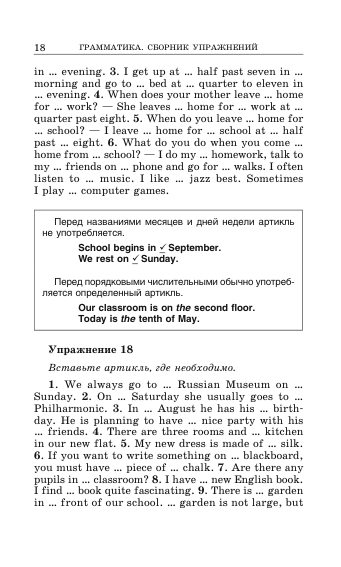 18
ГРАММАТИКА. СБОРНИК УПРАЖНЕНИЙ
in ... evening. 3. I get up at ... half past seven in ...
morning and go to ... bed at ... quarter to eleven in
... evening. 4. When does your mother leave ... home
for ... work? — She leaves ... home for ... work at ...
quarter past eight. 5. When do you leave ... home for
... school? — I leave ... home for ... school at ... half
past ... eight. 6. What do you do when you come ...
home from ... school? — I do my ... homework, talk to
my ... friends on ... phone and go for ... walks. I often
listen to ... music. I like ... jazz best. Sometimes
I play ... computer games.
Перед названиями месяцев и дней недели артикль
не употребляется.
School begins in ✓ September.
We rest on ✓ Sunday.
Перед порядковыми числительными обычно употреб-
ляется определенный артикль.
Our classroom is on the second floor.
Today is the tenth of May.
Упражнение 18
Вставьте артикль, где необходимо.
1. We always go to ... Russian Museum on ...
Sunday. 2. On ... Saturday she usually goes to ...
Philharmonic. 3. In ... August he has his ... birth-
day. He is planning to have ... nice party with his
... friends. 4. There are three rooms and ... kitchen
in our new flat. 5. My new dress is made of ... silk.
6. If you want to write something on ... blackboard,
you must have ... piece of ... chalk. 7. Are there any
pupils in ... classroom? 8. I have ... new English book.
I find ... book quite fascinating. 9. There is ... garden
in ... front of our school. ... garden is not large, but